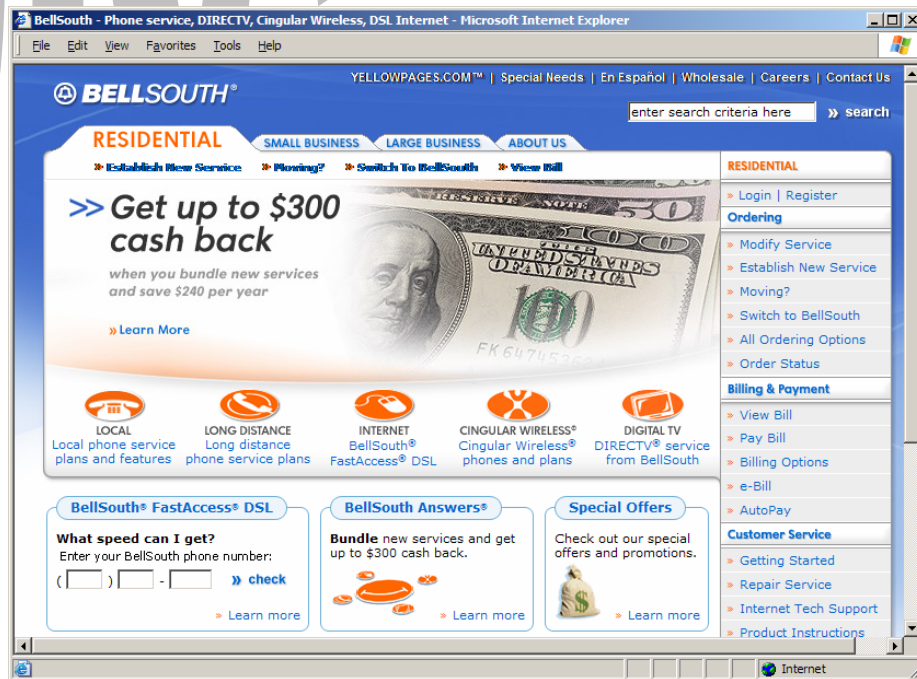 BellSouth - Phone service, DIRECTV, Cingular Wireless, DSL Internet - Microsoft Internet Explorer
File Edit View Favorites Tools Help
YELLOWPAGES.COM™ | Special Needs | En Español | Wholesale | Careers | Contact Us
BELLSOUTH®
enter search criteria here » search
RESIDENTIAL SMALL BUSINESS LARGE BUSINESS ABOUT US
» Establish New Service » Moving? » Switch To BellSouth » View Bill
>> Get up to $300
cash back
when you bundle new services
and save $240 per year
» Learn More
RESERVE NOTE 50
THE
UNITED STATES
OF AMERICA
100
LOCAL
Local phone service
plans and features
LONG DISTANCE
Long distance
phone service plans
INTERNET
BellSouth®
FastAccess® DSL
CINGULAR WIRELESS®
Cingular Wireless®
phones and plans
DIGITAL TV
DIRECTV® service
from BellSouth
BellSouth® FastAccess® DSL
What speed can I get?
Enter your BellSouth phone number:
( ) - » check
» Learn more
BellSouth Answers®
Bundle new services and get
up to $300 cash back.
» Learn more
Special Offers
Check out our special
offers and promotions.
$
» Learn more
RESIDENTIAL
» Login | Register
Ordering
» Modify Service
» Establish New Service
» Moving?
» Switch to BellSouth
» All Ordering Options
» Order Status
Billing & Payment
» View Bill
» Pay Bill
» Billing Options
» e-Bill
» AutoPay
Customer Service
» Getting Started
» Repair Service
» Internet Tech Support
» Product Instructions
Internet